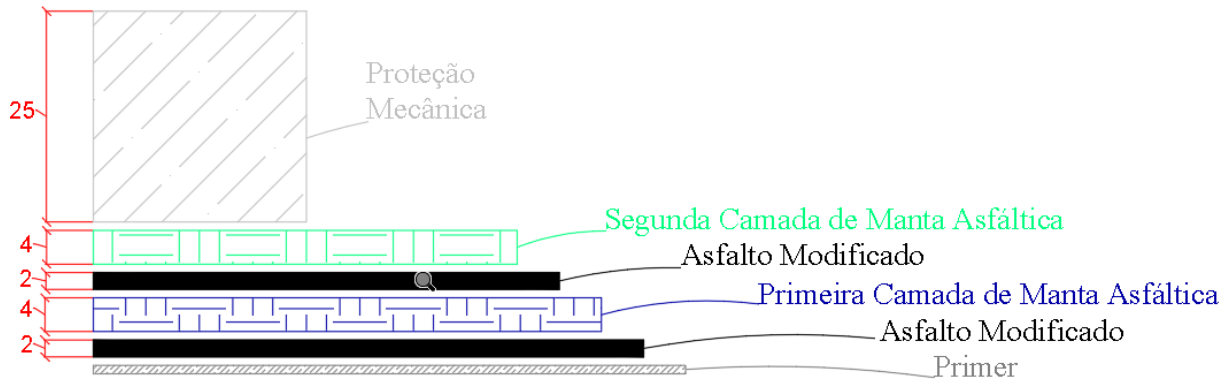 Proteção
Mecânica
25
Segunda Camada de Manta Asfáltica
4
Asfalto Modificado
2
Primeira Camada de Manta Asfáltica
4
Asfalto Modificado
2
Primer